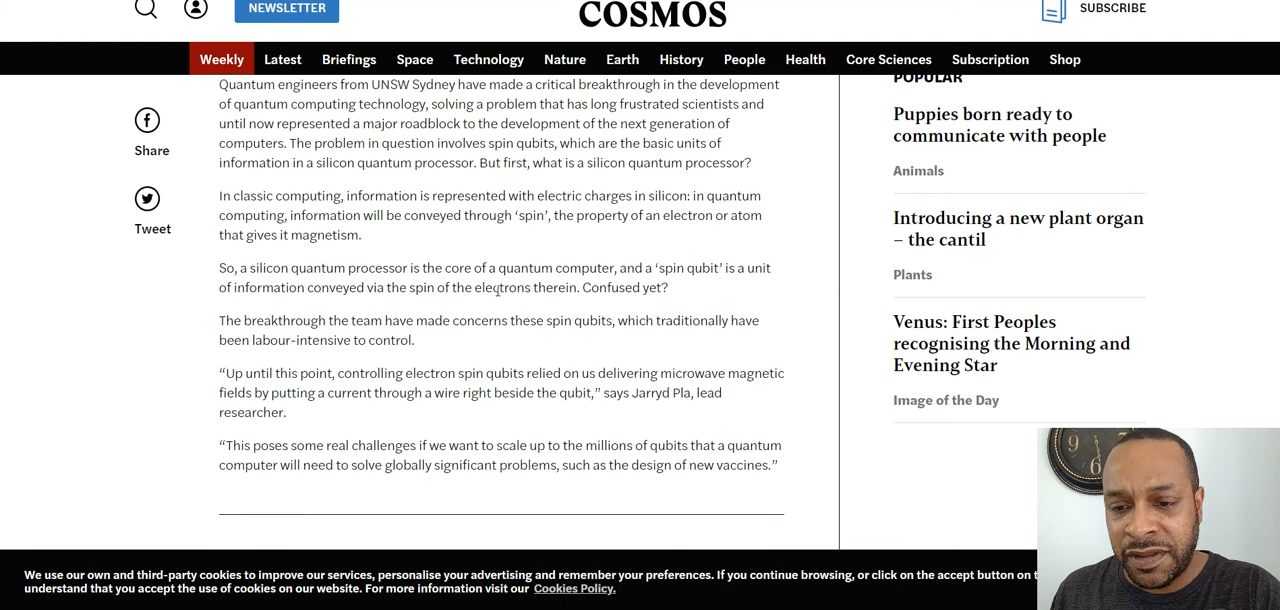 NEWSLETTER
COSMOS
SUBSCRIBE
Weekly Latest Briefings Space Technology Nature Earth History People Health Core Sciences Subscription Shop
Share
Tweet
Quantum engineers from UNSW Sydney have made a critical breakthrough in the development
of quantum computing technology, solving a problem that has long frustrated scientists and
until now represented a major roadblock to the development of the next generation of
computers. The problem in question involves spin qubits, which are the basic units of
information in a silicon quantum processor. But first, what is a silicon quantum processor?
In classic computing, information is represented with electric charges in silicon: in quantum
computing, information will be conveyed through ‘spin’, the property of an electron or atom
that gives it magnetism.
So, a silicon quantum processor is the core of a quantum computer, and a ‘spin qubit’ is a unit
of information conveyed via the spin of the electrons therein. Confused yet?
The breakthrough the team have made concerns these spin qubits, which traditionally have
been labour-intensive to control.
“Up until this point, controlling electron spin qubits relied on us delivering microwave magnetic
fields by putting a current through a wire right beside the qubit,” says Jarryd Pla, lead
researcher.
“This poses some real challenges if we want to scale up to the millions of qubits that a quantum
computer will need to solve globally significant problems, such as the design of new vaccines.”
POPULAR
Puppies born ready to
communicate with people
Animals
Introducing a new plant organ
– the cantil
Plants
Venus: First Peoples
recognising the Morning and
Evening Star
Image of the Day
9
6
We use our own and third-party cookies to improve our services, personalise your advertising and remember your preferences. If you continue browsing, or click on the accept button on
understand that you accept the use of cookies on our website. For more information visit our Cookies Policy.